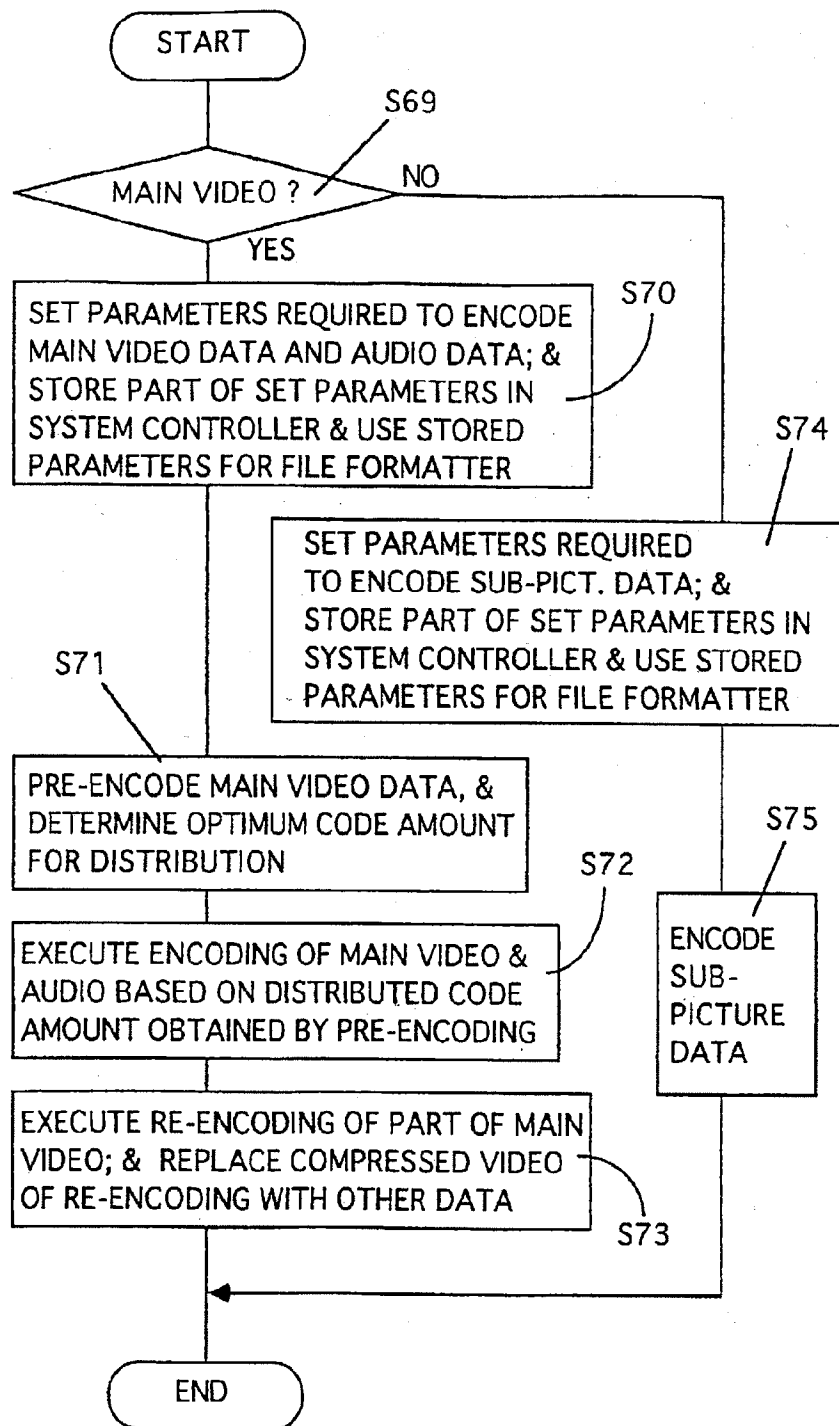 START
S69
MAIN VIDEO ?
NO
YES
S70
SET PARAMETERS REQUIRED TO ENCODE
MAIN VIDEO DATA AND AUDIO DATA; &
STORE PART OF SET PARAMETERS IN
SYSTEM CONTROLLER & USE STORED
PARAMETERS FOR FILE FORMATTER
S74
SET PARAMETERS REQUIRED
TO ENCODE SUB-PICT. DATA; &
STORE PART OF SET PARAMETERS IN
SYSTEM CONTROLLER & USE STORED
PARAMETERS FOR FILE FORMATTER
S71
PRE-ENCODE MAIN VIDEO DATA, &
DETERMINE OPTIMUM CODE AMOUNT
FOR DISTRIBUTION
S75
ENCODE
SUB-
PICTURE
DATA
S72
EXECUTE ENCODING OF MAIN VIDEO &
AUDIO BASED ON DISTRIBUTED CODE
AMOUNT OBTAINED BY PRE-ENCODING
EXECUTE RE-ENCODING OF PART OF MAIN
VIDEO; & REPLACE COMPRESSED VIDEO
OF RE-ENCODING WITH OTHER DATA
S73
END